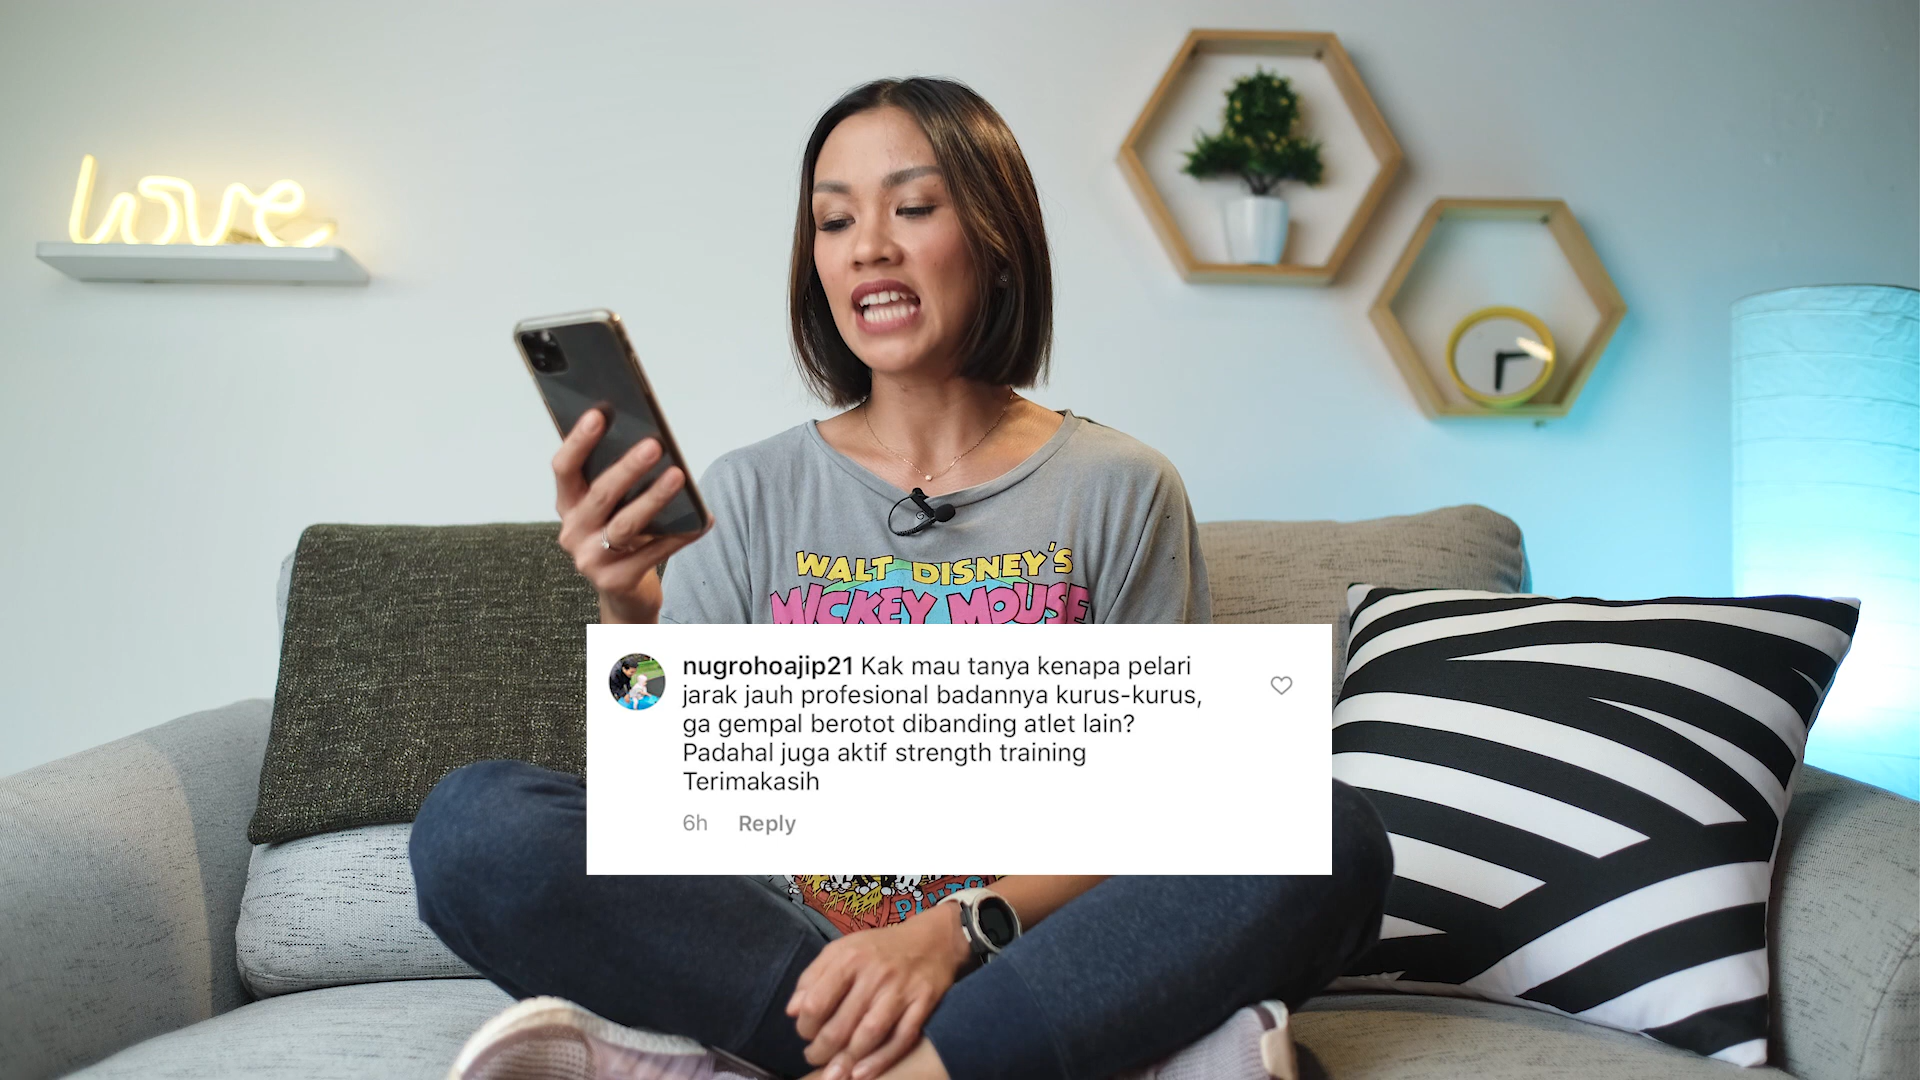 love
WALT DISNEY'S
MICKEY MOUSE
nugrohoajip21 Kak mau tanya kenapa pelari
jarak jauh profesional badannya kurus-kurus,
ga gempal berotot dibanding atlet lain?
Padahal juga aktif strength training
Terimakasih
6h Reply
PLUTO